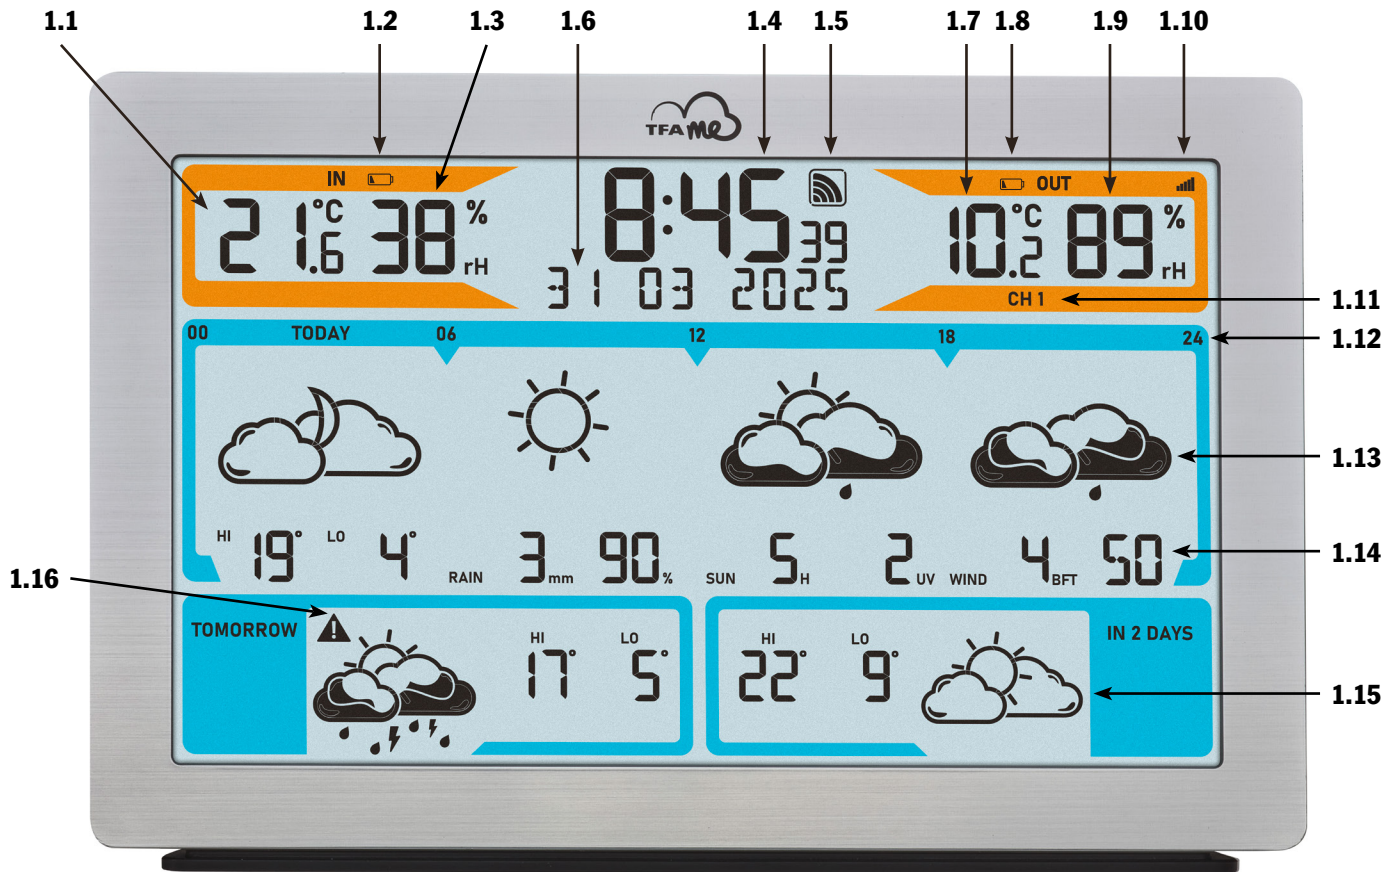 1.1 1.2 1.3 1.6 1.4 1.5 1.7 1.8 1.9 1.10
TFA me
IN
21.6 °C 38 % rH
8:45 39
31 03 2025
OUT
10.2 °C 89 % rH
CH 1
1.11
00 TODAY 06 12 18 24
1.12
1.13
HI 19° LO 4° RAIN 3 mm 90 % SUN 5 H 2 UV WIND 4 BFT 50
1.14
1.16
TOMORROW
HI 17° LO 5°
HI 22° LO 9°
IN 2 DAYS
1.15